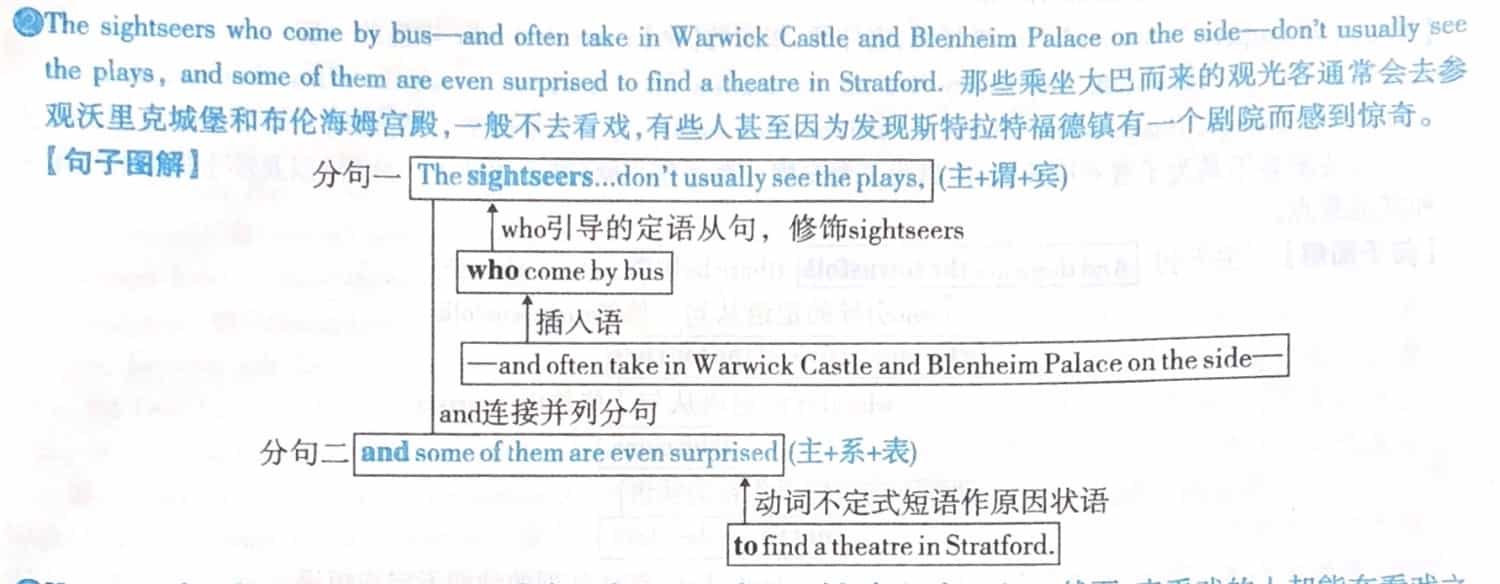 ②The sightseers who come by bus—and often take in Warwick Castle and Blenheim Palace on the side—don't usually see
the plays, and some of them are even surprised to find a theatre in Stratford. 那些乘坐大巴而来的观光客通常会去参
观沃里克城堡和布伦海姆宫殿,一般不去看戏,有些人甚至因为发现斯特拉特福德镇有一个剧院而感到惊奇。
【句子图解】
分句一 The sightseers...don't usually see the plays, (主+谓+宾)
who引导的定语从句，修饰sightseers
who come by bus
插入语
—and often take in Warwick Castle and Blenheim Palace on the side—
and连接并列分句
分句二 and some of them are even surprised (主+系+表)
动词不定式短语作原因状语
to find a theatre in Stratford.